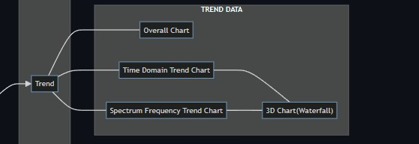 TREND DATA
Overall Chart
Time Domain Trend Chart
Trend
Spectrum Frequency Trend Chart
3D Chart(Waterfall)